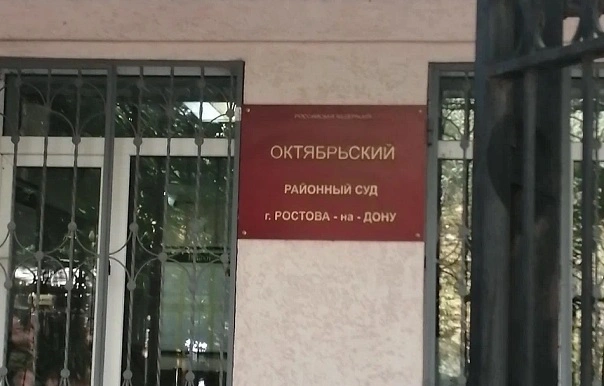 РОССИЙСКАЯ ФЕДЕРАЦИЯ
ОКТЯБРЬСКИЙ
РАЙОННЫЙ СУД
г. РОСТОВА - на - ДОНУ